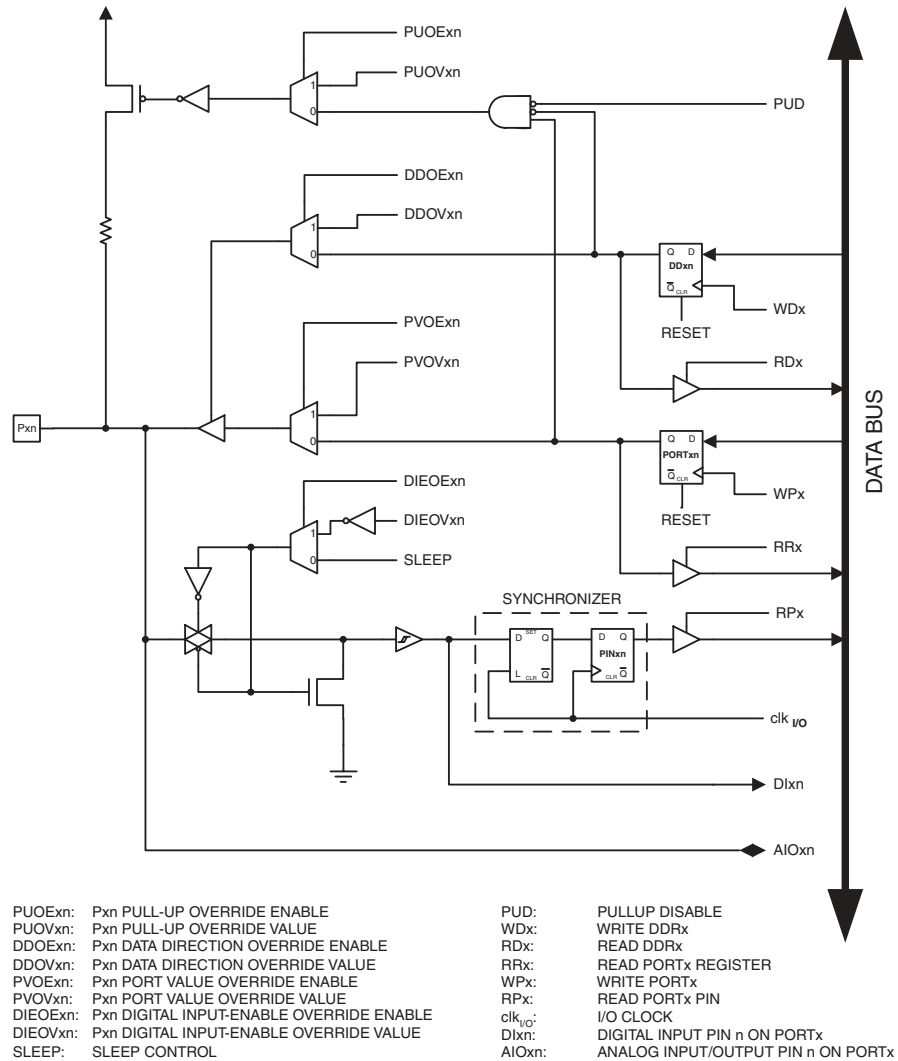 PUOExn
PUOVxn
1
0
PUD
DDOExn
DDOVxn
1
0
Q D
DDxn
Q CLR
WDx
RESET
PVOExn
RDx
PVOVxn
1
0
Pxn
DATA BUS
Q D
PORTxn
Q CLR
WPx
RESET
DIEOExn
DIEOVxn
1
0
SLEEP
RRx
SYNCHRONIZER
RPx
D SET Q
L CLR Q
D Q
PINxn
CLR Q
clk I/O
DIxn
AIOxn
PUOExn: Pxn PULL-UP OVERRIDE ENABLE
PUOVxn: Pxn PULL-UP OVERRIDE VALUE
DDOExn: Pxn DATA DIRECTION OVERRIDE ENABLE
DDOVxn: Pxn DATA DIRECTION OVERRIDE VALUE
PVOExn: Pxn PORT VALUE OVERRIDE ENABLE
PVOVxn: Pxn PORT VALUE OVERRIDE VALUE
DIEOExn: Pxn DIGITAL INPUT-ENABLE OVERRIDE ENABLE
DIEOVxn: Pxn DIGITAL INPUT-ENABLE OVERRIDE VALUE
SLEEP: SLEEP CONTROL
PUD: PULLUP DISABLE
WDx: WRITE DDRx
RDx: READ DDRx
RRx: READ PORTx REGISTER
WPx: WRITE PORTx
RPx: READ PORTx PIN
clkI/O: I/O CLOCK
DIxn: DIGITAL INPUT PIN n ON PORTx
AIOxn: ANALOG INPUT/OUTPUT PIN n ON PORTx